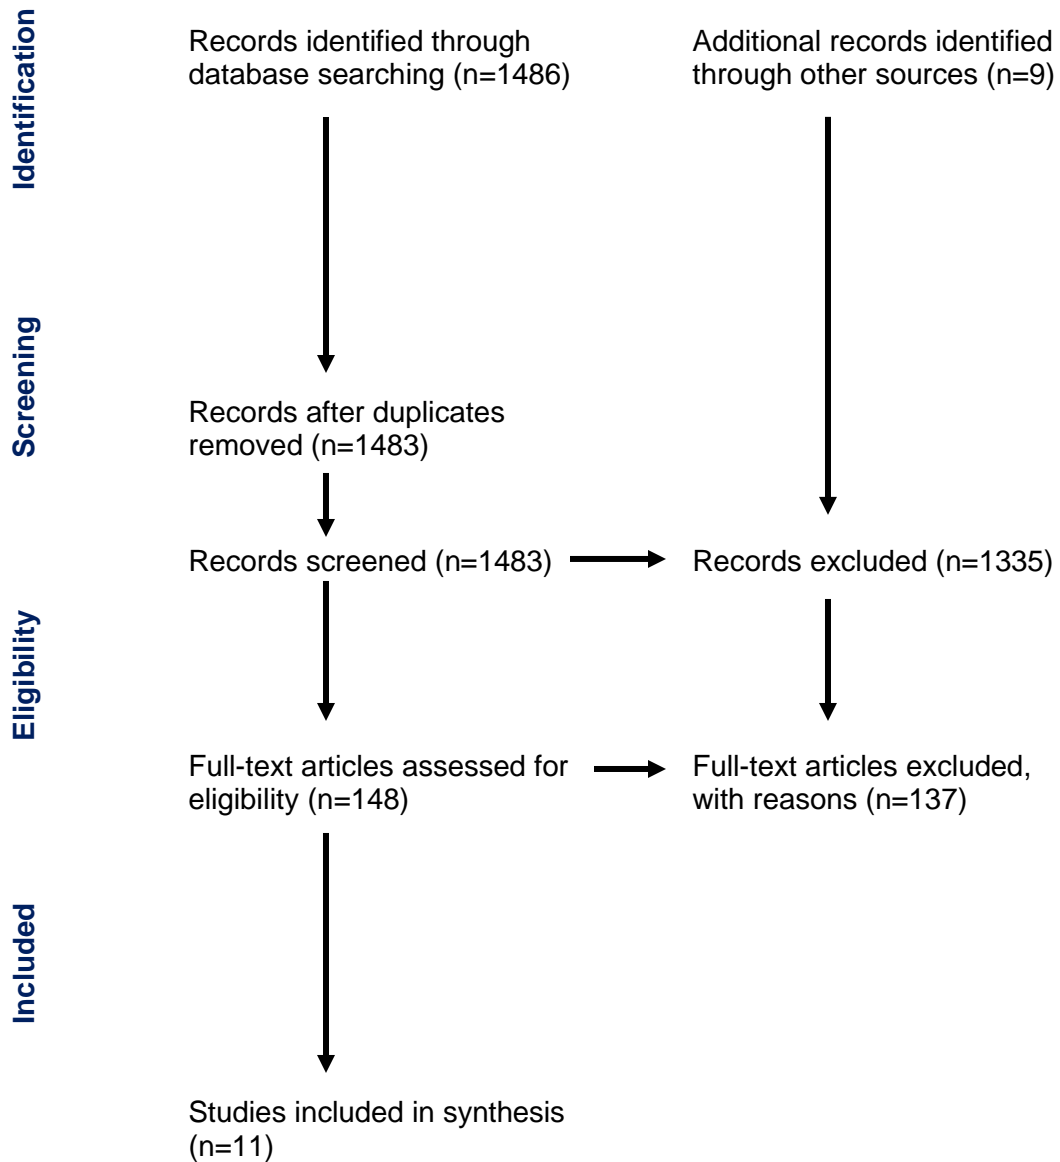 Identification
Records identified through
database searching (n=1486)
Additional records identified
through other sources (n=9)
Screening
Records after duplicates
removed (n=1483)
Records screened (n=1483)
Records excluded (n=1335)
Eligibility
Full-text articles assessed for
eligibility (n=148)
Full-text articles excluded,
with reasons (n=137)
Included
Studies included in synthesis
(n=11)